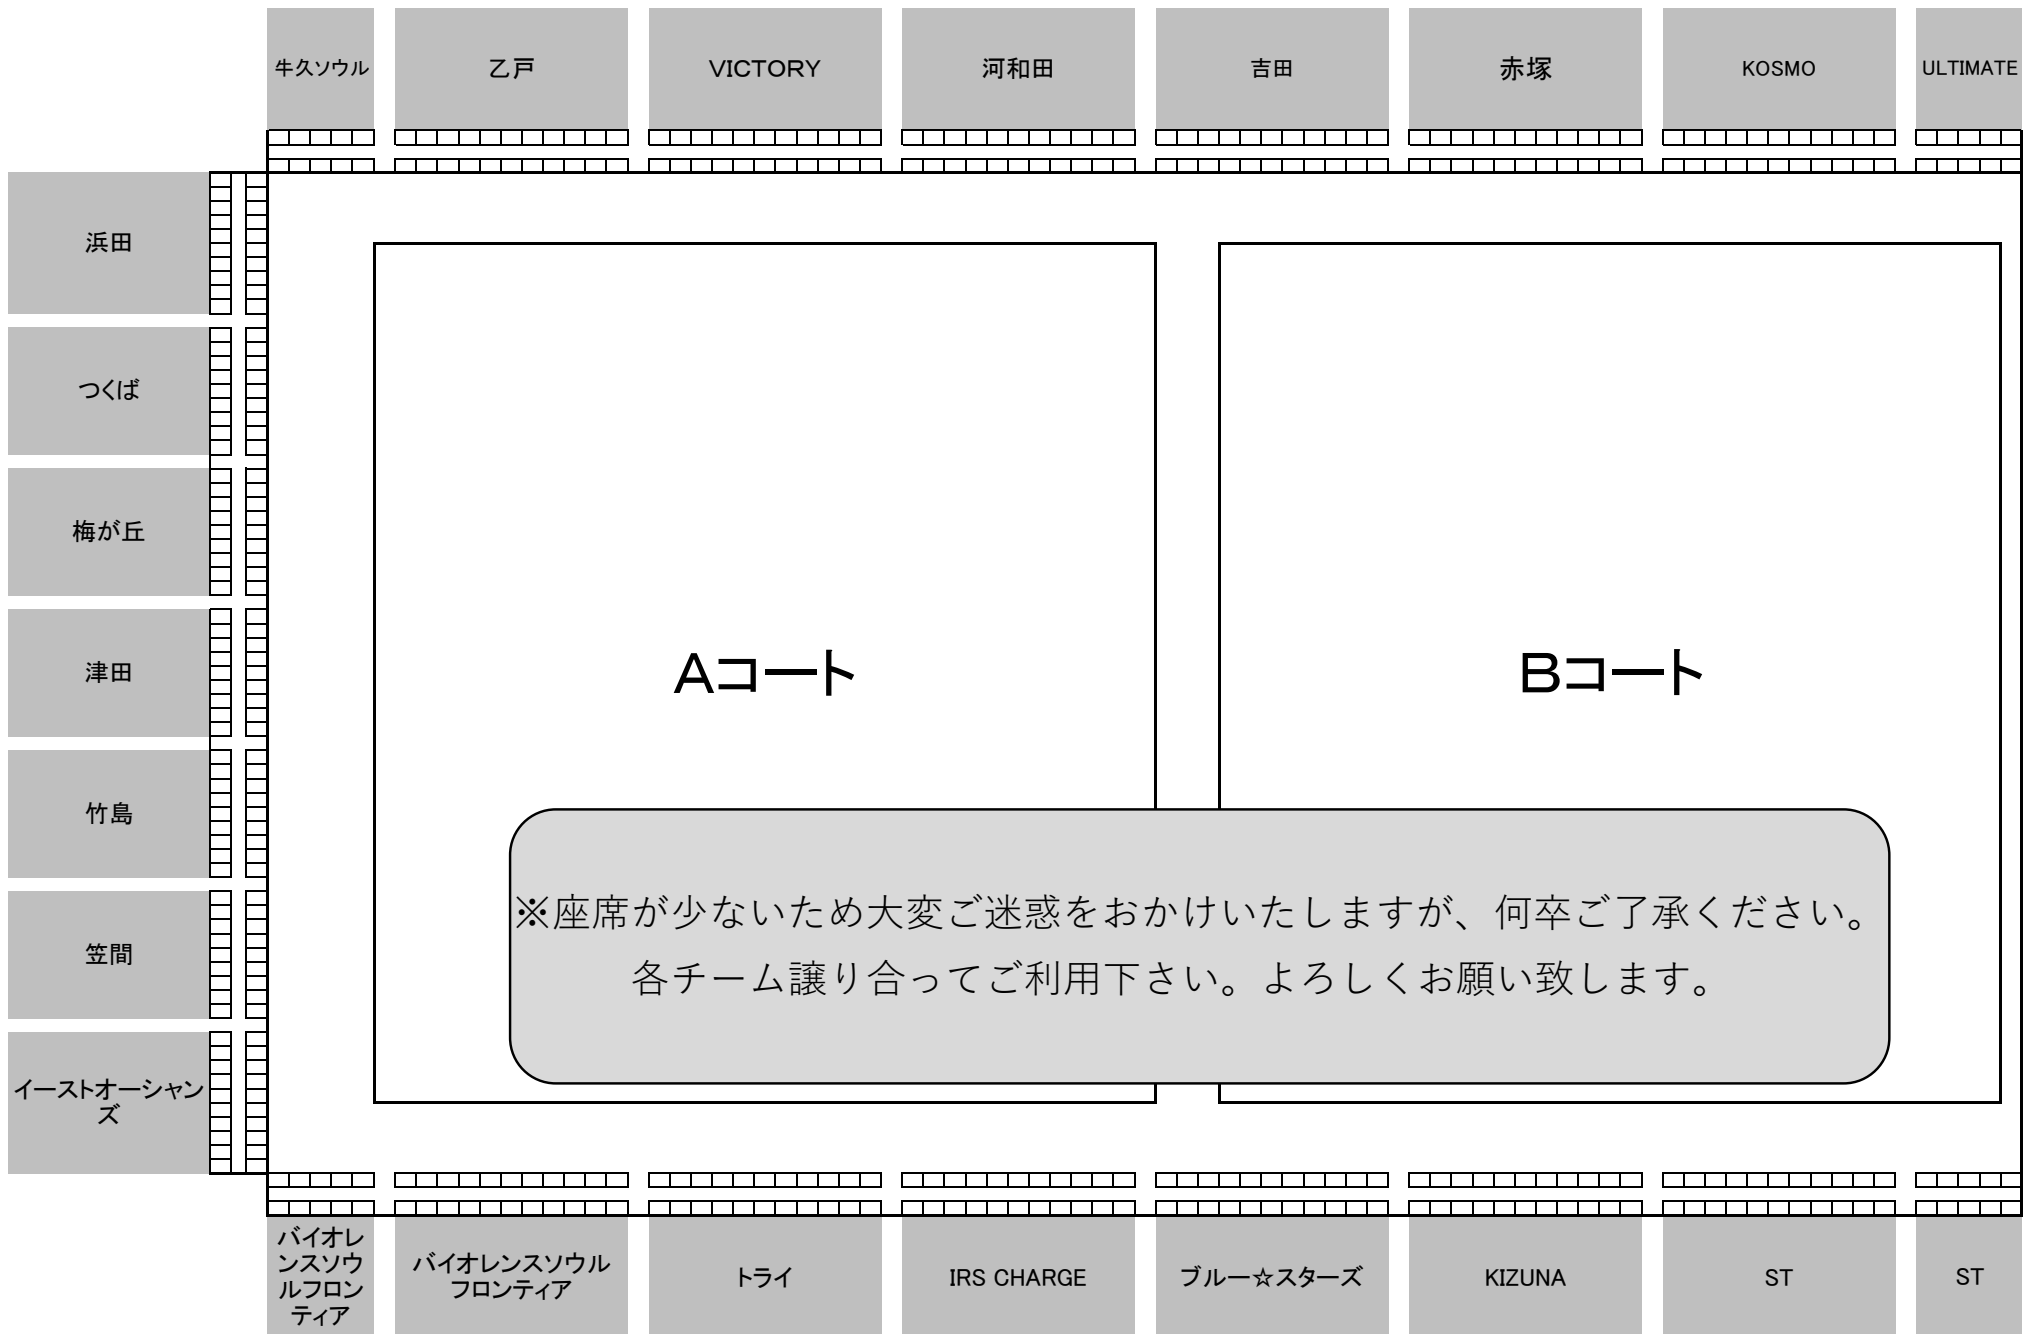 牛久ソウル
乙戸
VICTORY
河和田
吉田
赤塚
KOSMO
ULTIMATE
浜田
つくば
梅が丘
津田
竹島
笠間
イーストオーシャン
ズ
Aコート
Bコート
※座席が少ないため大変ご迷惑をおかけいたしますが、何卒ご了承ください。
各チーム譲り合ってご利用下さい。よろしくお願い致します。
バイオレ
ンスソウ
ルフロン
ティア
バイオレンスソウル
フロンティア
トライ
IRS CHARGE
ブルー☆スターズ
KIZUNA
ST
ST